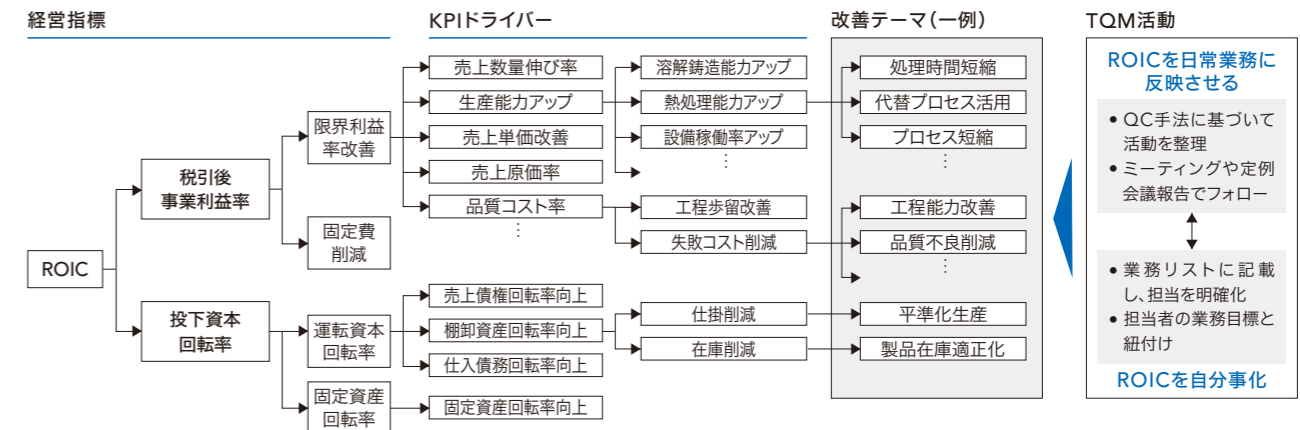 経営指標
KPIドライバー
改善テーマ（一例）
TQM活動
ROIC
税引後
事業利益率
投下資本
回転率
限界利益
率改善
固定費
削減
運転資本
回転率
固定資産
回転率
売上数量伸び率
生産能力アップ
売上単価改善
売上原価率
品質コスト率
⋮
売上債権回転率向上
棚卸資産回転率向上
仕入債務回転率向上
固定資産回転率向上
溶解鋳造能力アップ
熱処理能力アップ
設備稼働率アップ
⋮
工程歩留改善
失敗コスト削減
仕掛削減
在庫削減
処理時間短縮
代替プロセス活用
プロセス短縮
⋮
工程能力改善
品質不良削減
⋮
平準化生産
製品在庫適正化
ROICを日常業務に
反映させる
• QC手法に基づいて
活動を整理
• ミーティングや定例
会議報告でフォロー
• 業務リストに記載
し、担当を明確化
• 担当者の業務目標と
紐付け
ROICを自分事化